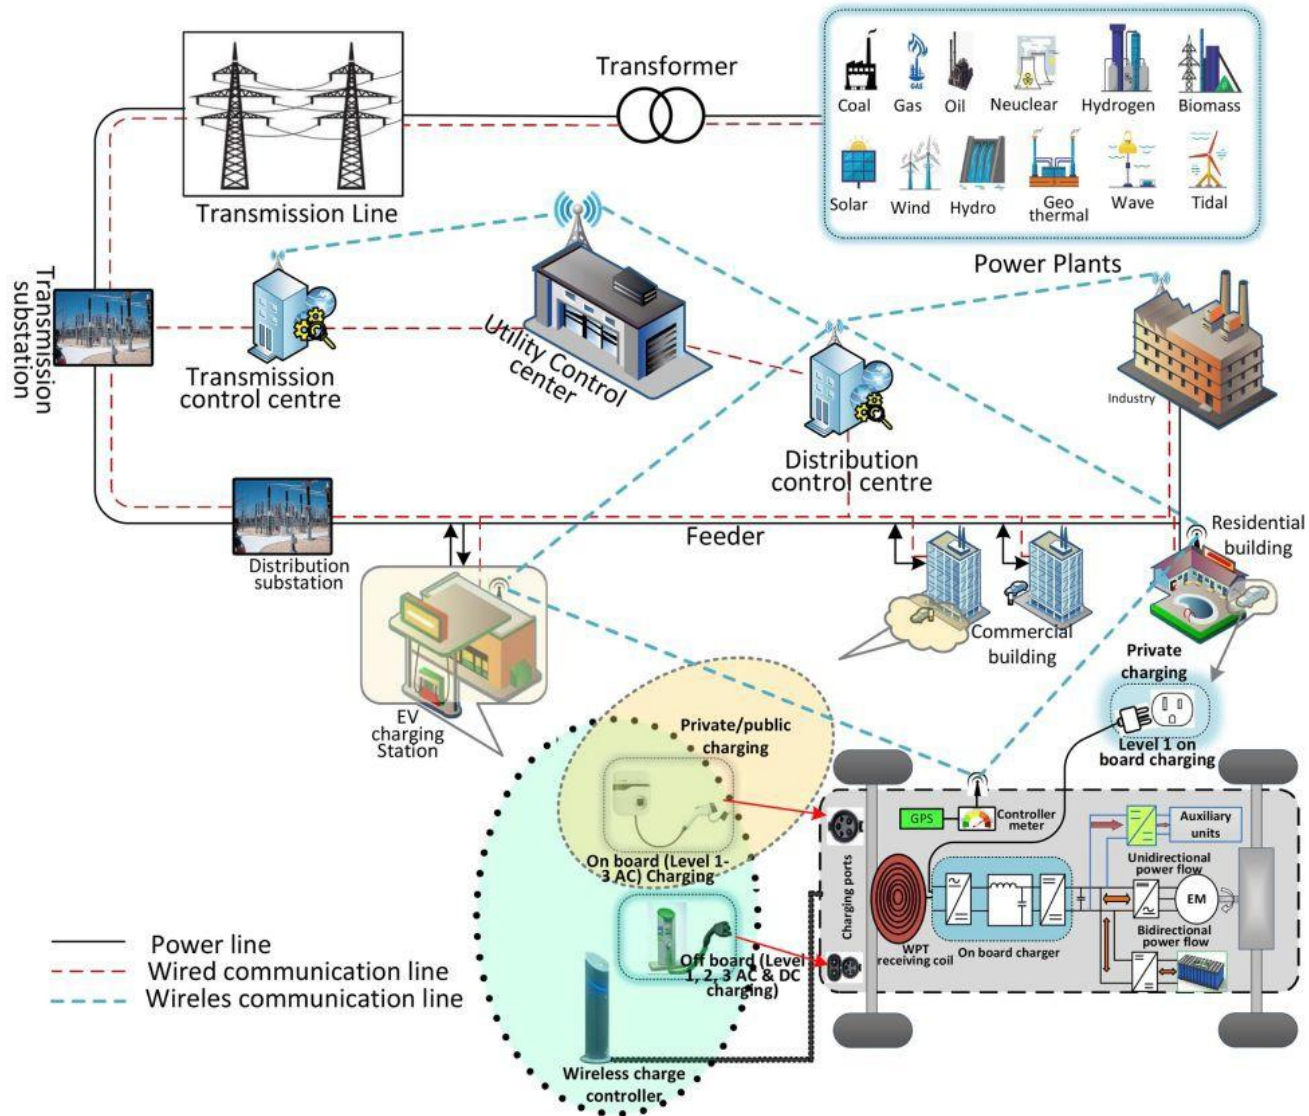 Transformer
Coal
Gas
Oil
Neuclear
Hydrogen
Biomass
GAS
Solar
Wind
Hydro
Geo
thermal
Wave
Tidal
Power Plants
Transmission Line
Transmission
substation
Transmission
control centre
Utility Control
center
Distribution
control centre
Industry
Distribution
substation
Feeder
Residential
building
Commercial
building
EV
charging
Station
Private
charging
Level 1 on
board charging
Private/public
charging
On board (Level 1-
3 AC) Charging
Off board (Level
1, 2, 3 AC & DC
charging)
Wireless charge
controller
Charging ports
GPS
Controller
meter
Auxiliary
units
Unidirectional
power flow
EM
Bidirectional
power flow
WPT
receiving coil
On board charger
Power line
Wired communication line
Wireles communication line